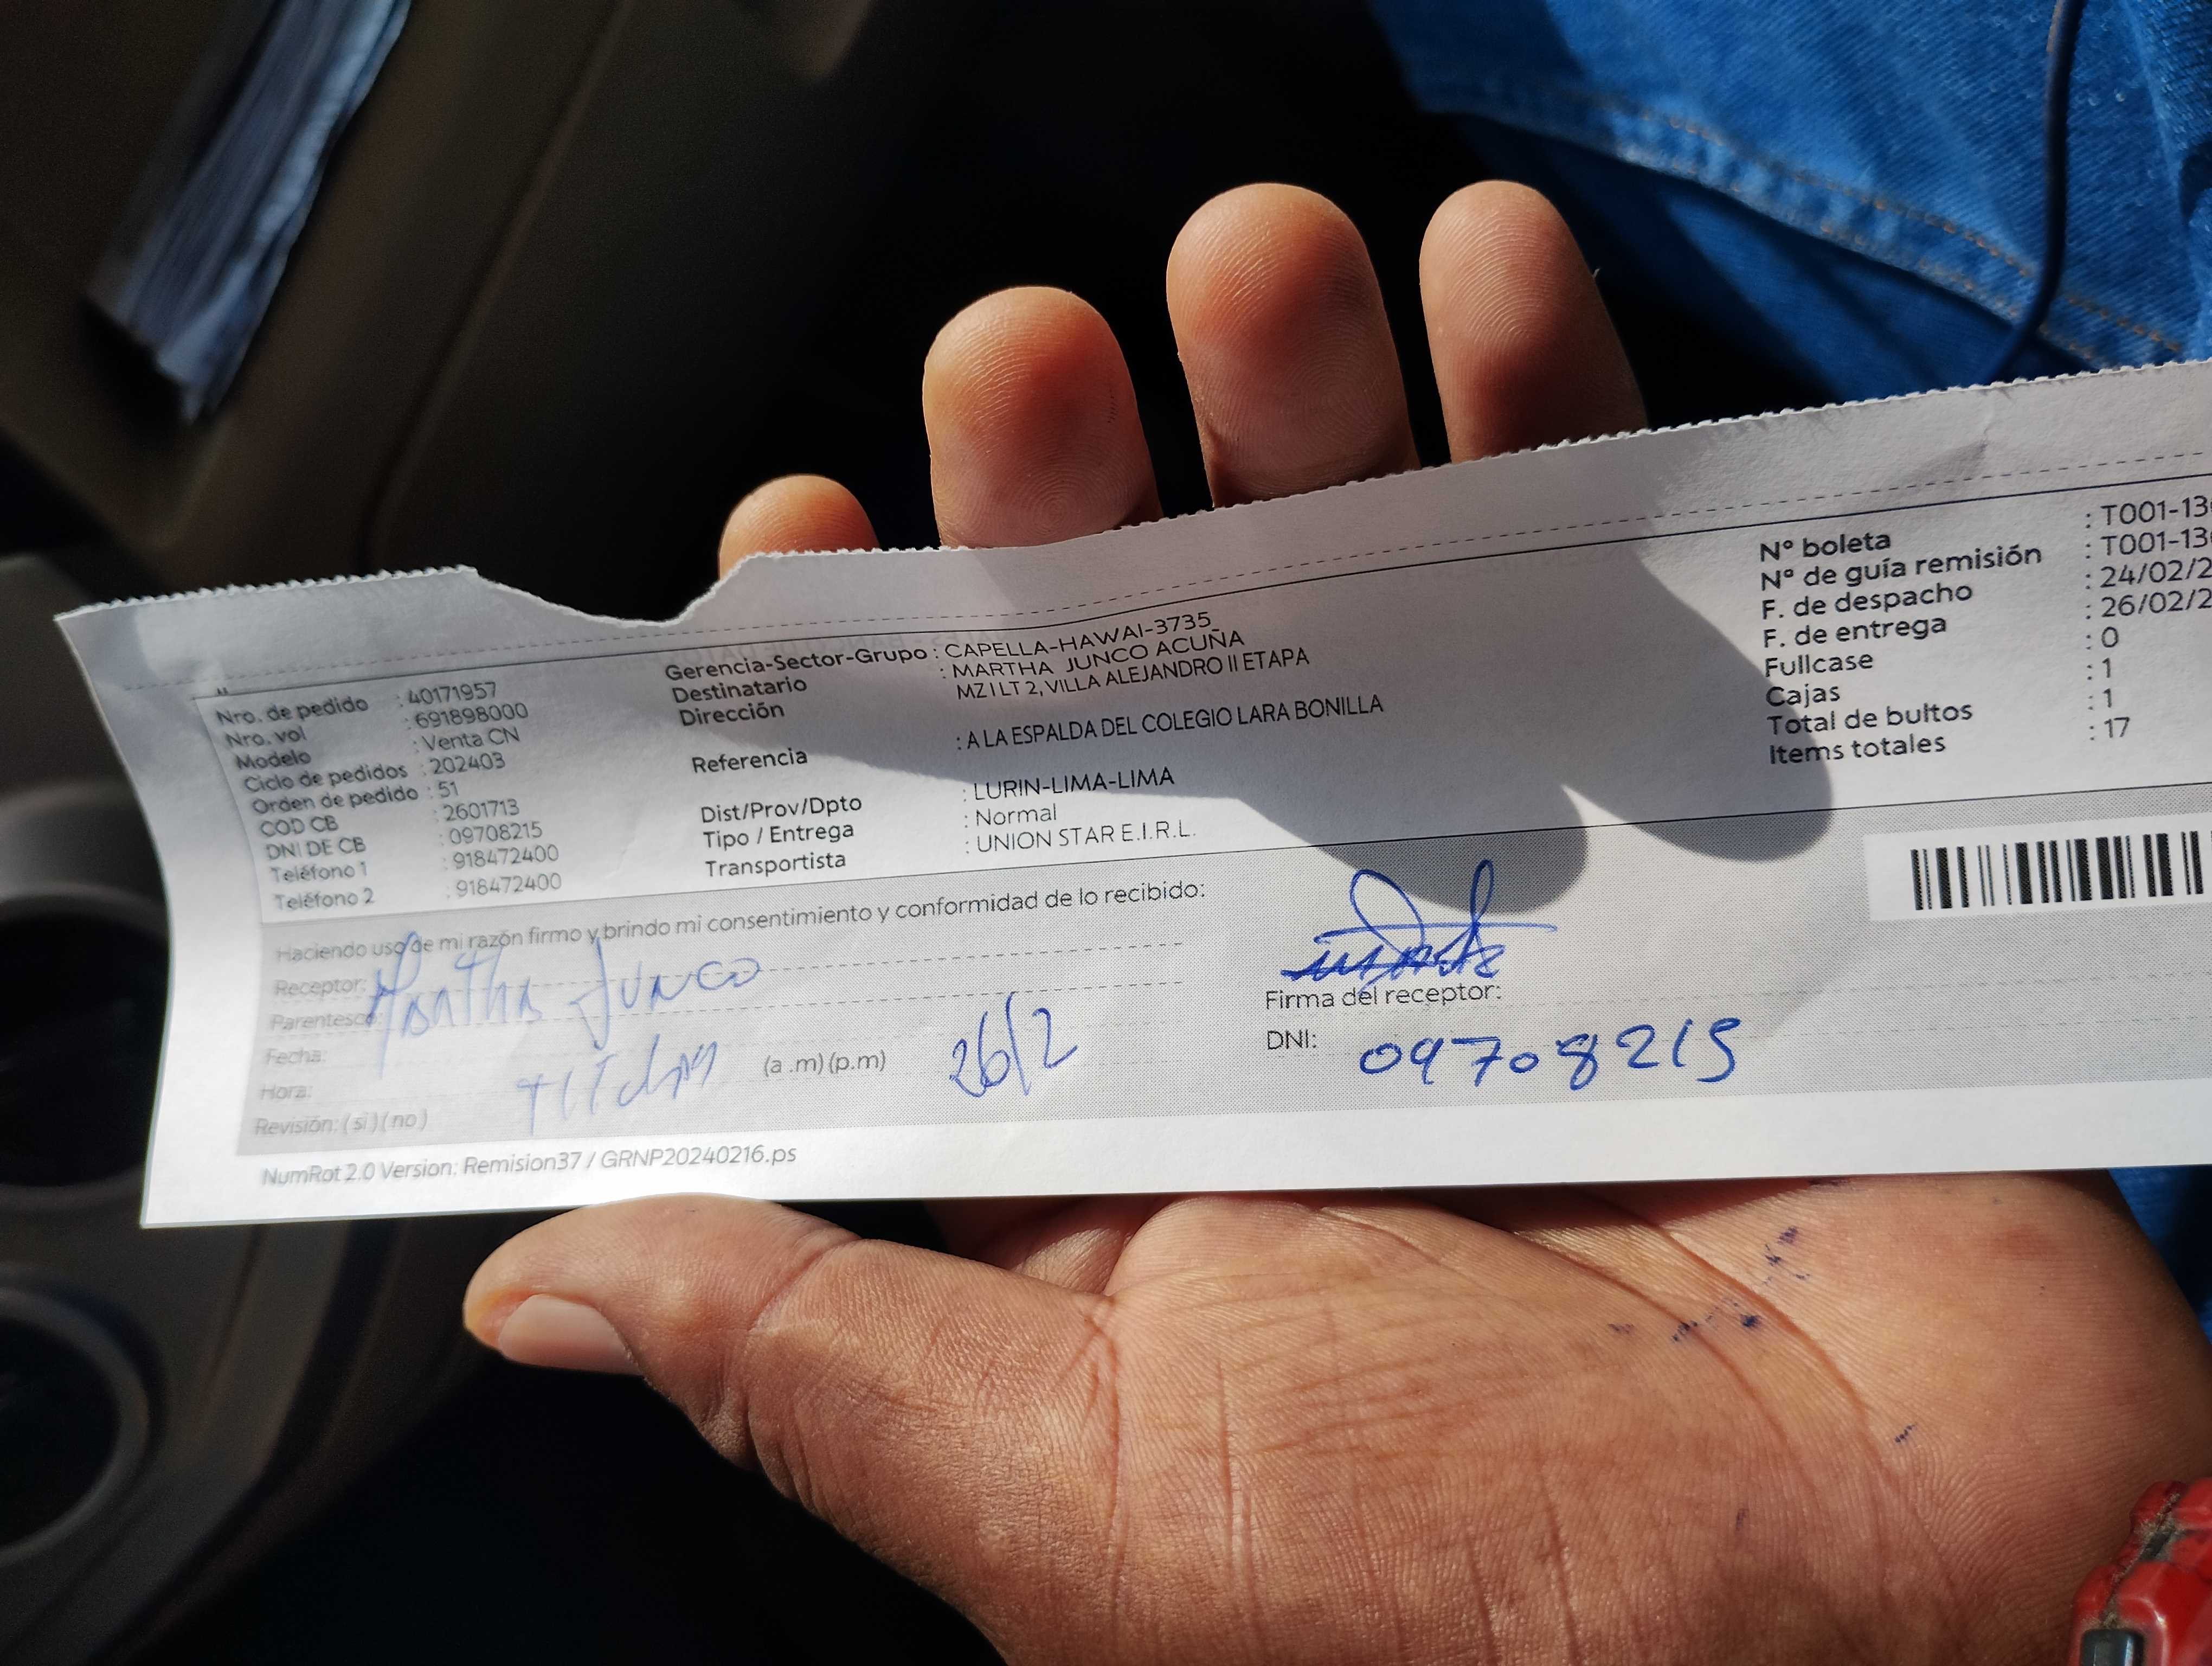 Nro. de pedido : 40171957
Nro. vol : 691898000
Modelo : Venta CN
Ciclo de pedidos : 202403
Orden de pedido : 51
COD CB : 2601713
DNI DE CB : 09708215
Teléfono 1 : 918472400
Teléfono 2 : 918472400
Gerencia-Sector-Grupo : CAPELLA-HAWAI-3735
Destinatario : MARTHA JUNCO ACUÑA
Dirección MZ I LT 2, VILLA ALEJANDRO II ETAPA
Referencia : A LA ESPALDA DEL COLEGIO LARA BONILLA
Dist/Prov/Dpto : LURIN-LIMA-LIMA
Tipo / Entrega : Normal
Transportista : UNION STAR E.I.R.L.
Nº boleta : T001-13
Nº de guía remisión : T001-13
F. de despacho : 24/02/2
F. de entrega : 26/02/2
Fullcase : 0
Cajas : 1
Total de bultos : 1
Items totales : 17
Haciendo uso de mi razón firmo y brindo mi consentimiento y conformidad de lo recibido:
Receptor: Martha Junco
Parentesco:
Fecha:
Hora: (a .m) (p.m) 26/2
Revisión: ( si ) ( no )
Firma del receptor:
DNI: 09708215
NumRot 2.0 Version: Remision37 / GRNP20240216.ps